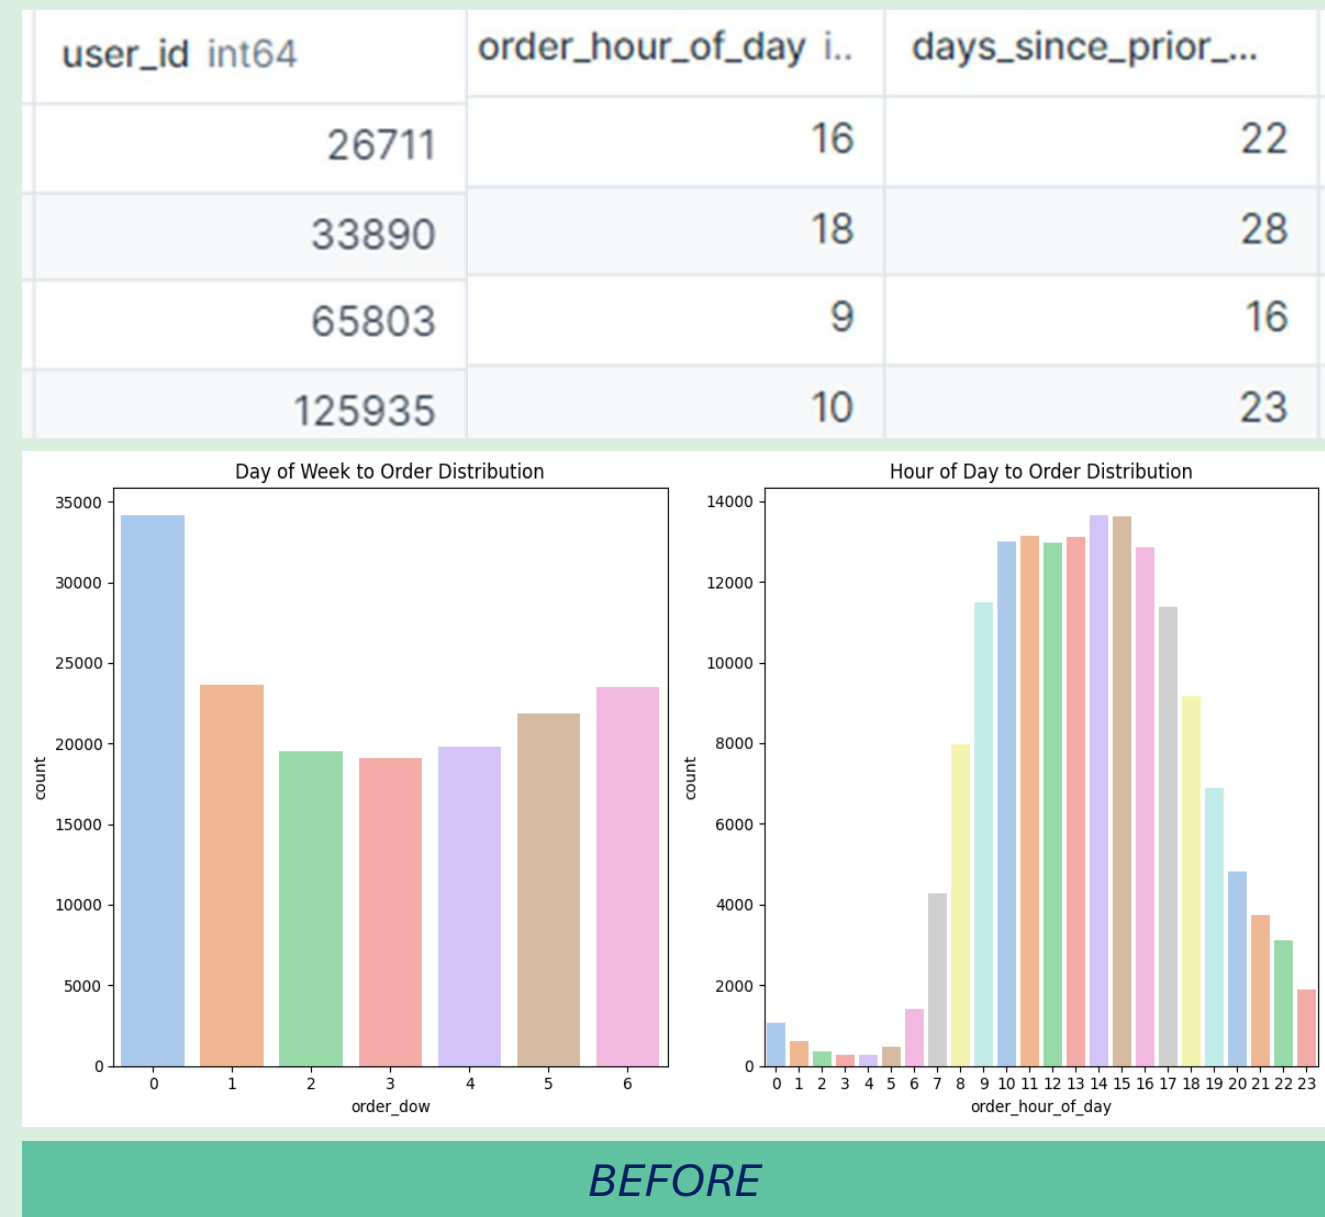 user_id int64 order_hour_of_day i.. days_since_prior_...
26711 16 22
33890 18 28
65803 9 16
125935 10 23
Day of Week to Order Distribution
35000
30000
25000
20000
15000
10000
5000
0
count
0 1 2 3 4 5 6
order_dow
Hour of Day to Order Distribution
14000
12000
10000
8000
6000
4000
2000
0
count
0 1 2 3 4 5 6 7 8 9 10 11 12 13 14 15 16 17 18 19 20 21 22 23
order_hour_of_day
BEFORE